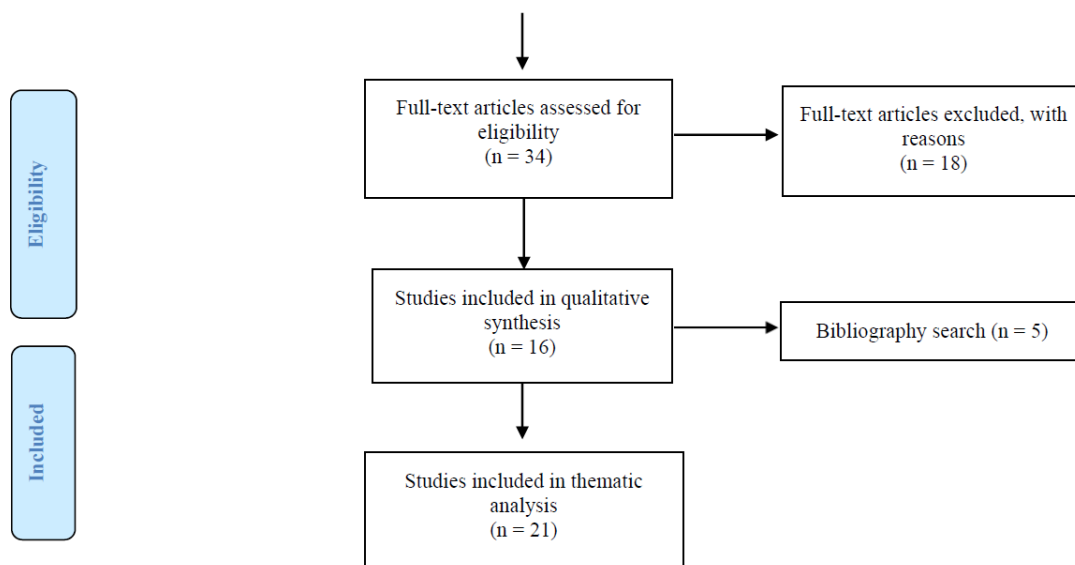 Eligibility
Full-text articles assessed for
eligibility
(n = 34)
Full-text articles excluded, with
reasons
(n = 18)
Studies included in qualitative
synthesis
(n = 16)
Bibliography search (n = 5)
Included
Studies included in thematic
analysis
(n = 21)